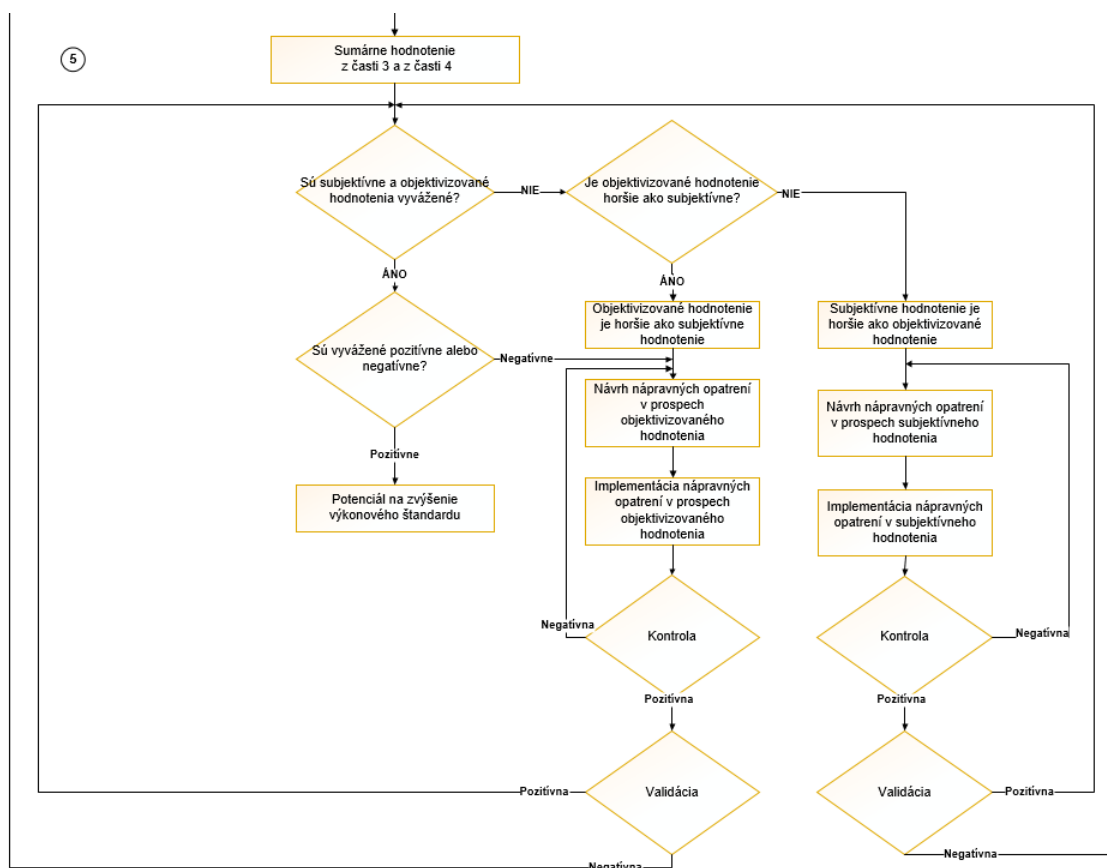 5
Sumárne hodnotenie
z časti 3 a z časti 4
Sú subjektívne a objektivizované
hodnotenia vyvážené?
NIE
Je objektivizované hodnotenie
horšie ako subjektívne?
NIE
ÁNO
ÁNO
Objektivizované hodnotenie
je horšie ako subjektívne
hodnotenie
Subjektívne hodnotenie je
horšie ako objektivizované
hodnotenie
Sú vyvážené pozitívne alebo
negatívne?
Negatívne
Návrh nápravných opatrení
v prospech
objektivizovaného
hodnotenia
Návrh nápravných opatrení
v prospech subjektívneho
hodnotenia
Pozitívne
Potenciál na zvýšenie
výkonového štandardu
Implementácia nápravných
opatrení v prospech
objektivizovaného
hodnotenia
Implementácia nápravných
opatrení v subjektívneho
hodnotenia
Negatívna
Kontrola
Kontrola
Negatívna
Pozitívna
Pozitívna
Pozitívna
Validácia
Validácia
Pozitívna
Negatívna
Negatívna